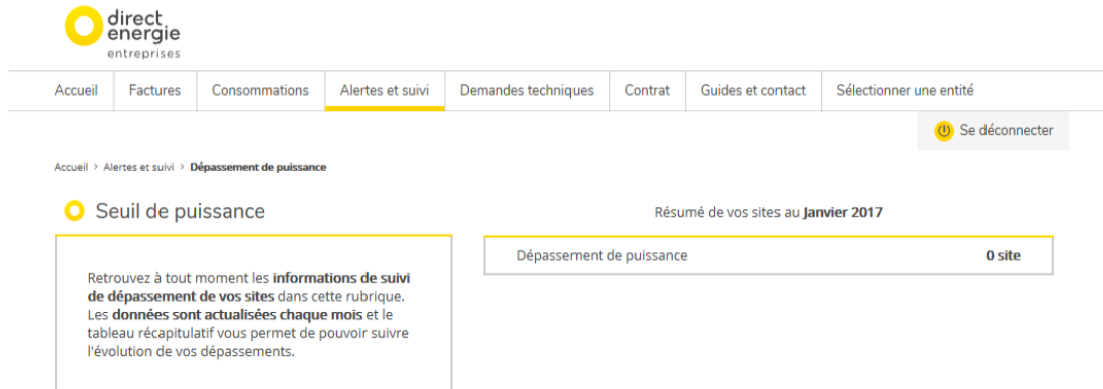 direct
energie
entreprises
Accueil Factures Consommations Alertes et suivi Demandes techniques Contrat Guides et contact Sélectionner une entité
Se déconnecter
Accueil > Alertes et suivi > Dépassement de puissance
Seuil de puissance
Résumé de vos sites au Janvier 2017
Dépassement de puissance 0 site
Retrouvez à tout moment les informations de suivi
de dépassement de vos sites dans cette rubrique.
Les données sont actualisées chaque mois et le
tableau récapitulatif vous permet de pouvoir suivre
l'évolution de vos dépassements.